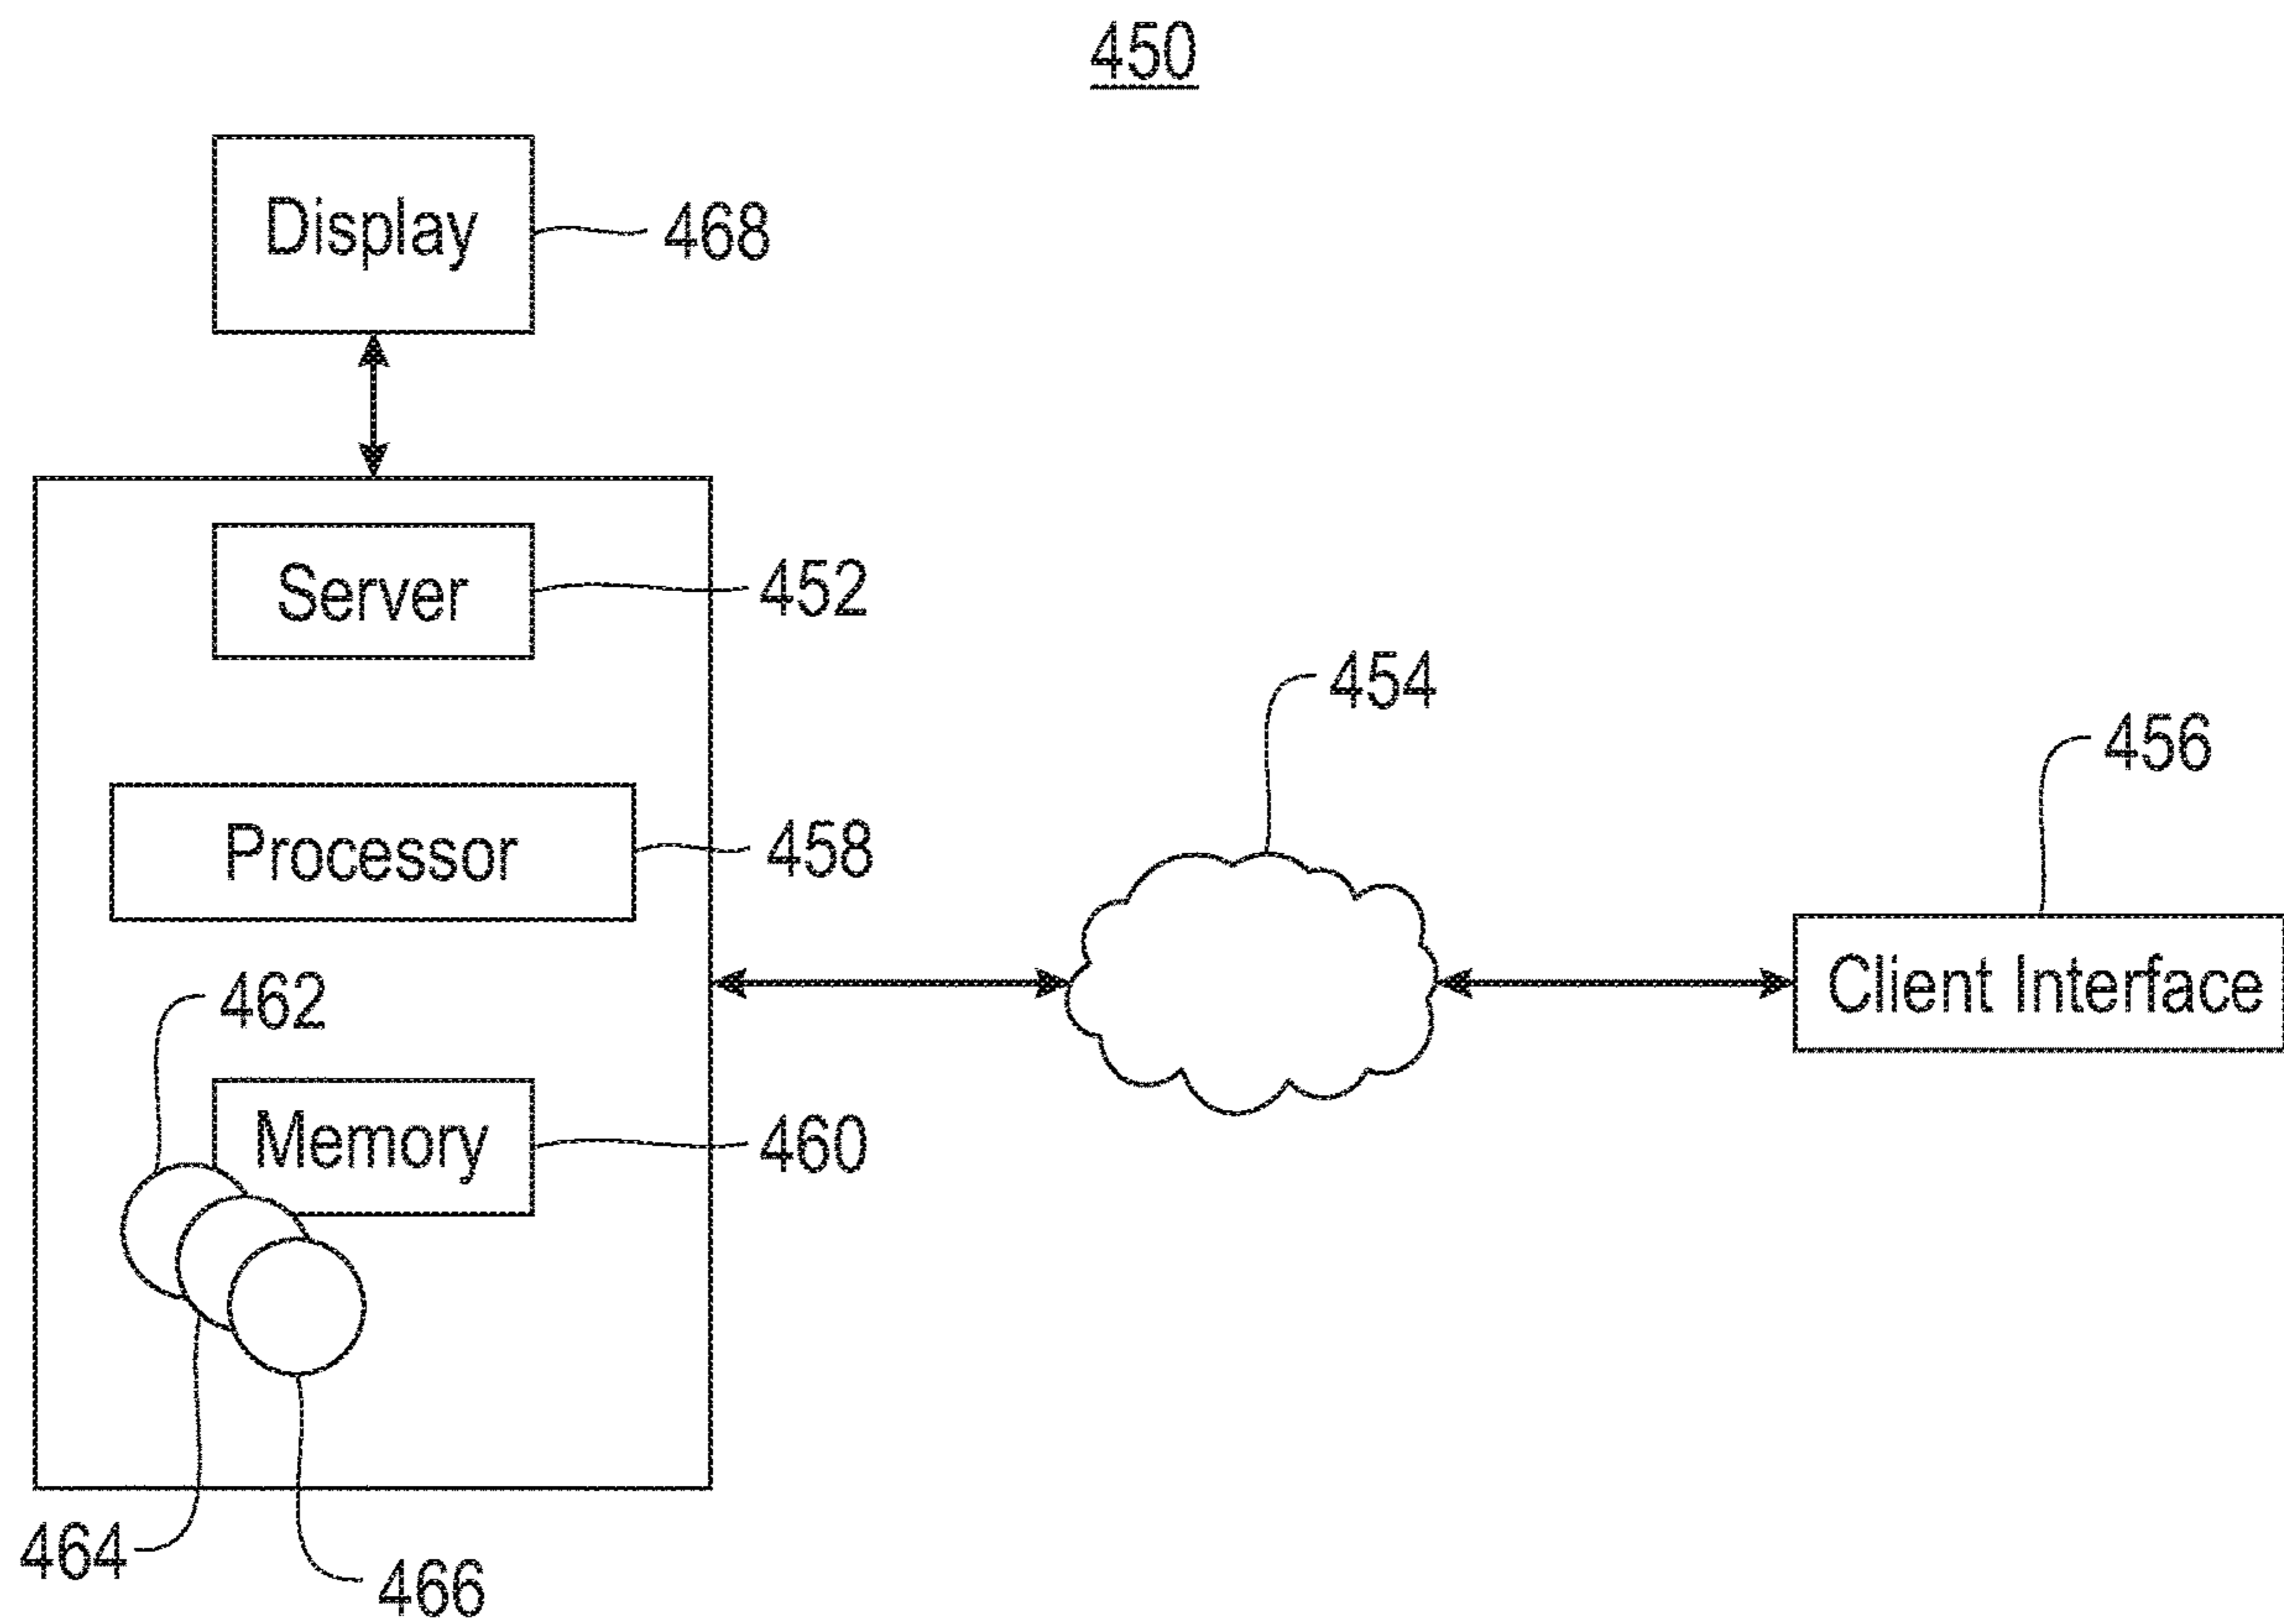 450
Display
468
Server
452
454
456
Processor
458
462
Client Interface
Memory
460
464
466